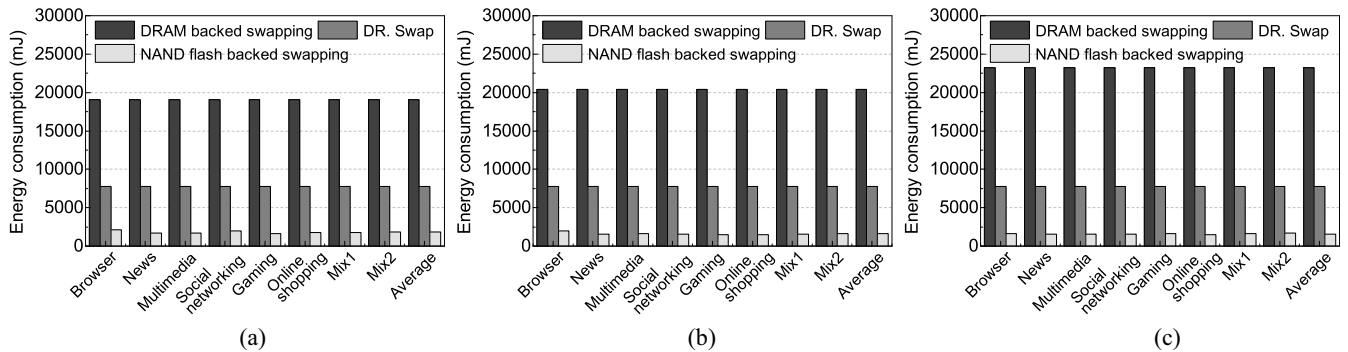 Energy consumption (mJ)
30000
25000
20000
15000
10000
5000
0
DRAM backed swapping
DR. Swap
NAND flash backed swapping
Browser
News
Multimedia
Social
networking
Gaming
Online
shopping
Mix1
Mix2
Average
(a)
Energy consumption (mJ)
30000
25000
20000
15000
10000
5000
0
DRAM backed swapping
DR. Swap
NAND flash backed swapping
Browser
News
Multimedia
Social
networking
Gaming
Online
shopping
Mix1
Mix2
Average
(b)
Energy consumption (mJ)
30000
25000
20000
15000
10000
5000
0
DRAM backed swapping
DR. Swap
NAND flash backed swapping
Browser
News
Multimedia
Social
networking
Gaming
Online
shopping
Mix1
Mix2
Average
(c)